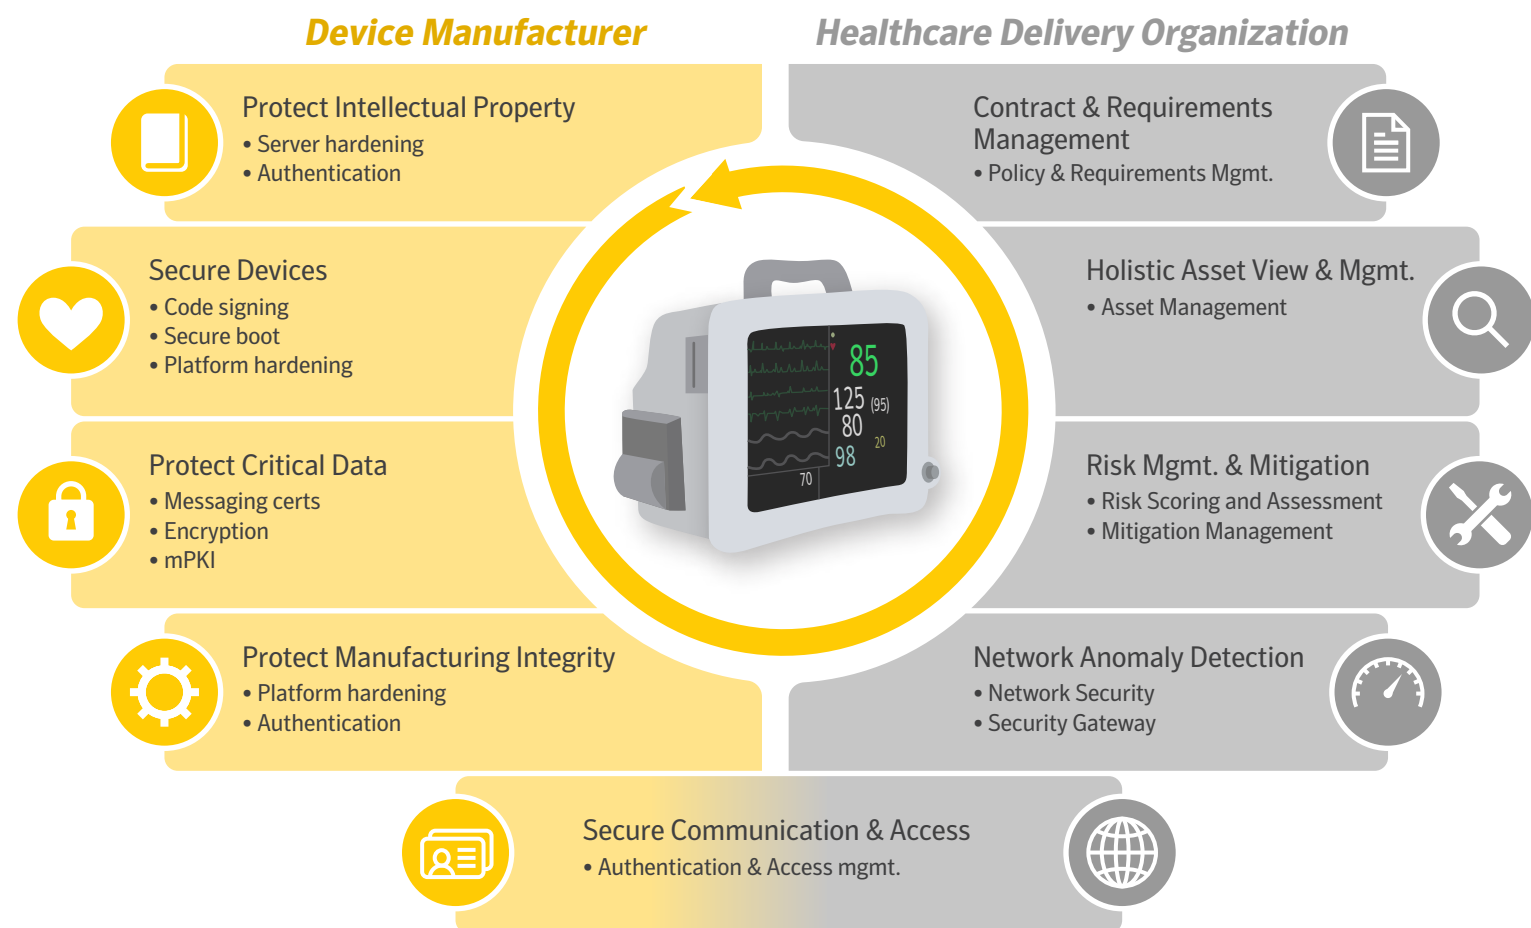 Device Manufacturer
Healthcare Delivery Organization
Protect Intellectual Property
• Server hardening
• Authentication
Secure Devices
• Code signing
• Secure boot
• Platform hardening
Protect Critical Data
• Messaging certs
• Encryption
• mPKI
Protect Manufacturing Integrity
• Platform hardening
• Authentication
85
125 (95)
80
20
98
70
Contract & Requirements
Management
• Policy & Requirements Mgmt.
Holistic Asset View & Mgmt.
• Asset Management
Risk Mgmt. & Mitigation
• Risk Scoring and Assessment
• Mitigation Management
Network Anomaly Detection
• Network Security
• Security Gateway
Secure Communication & Access
• Authentication & Access mgmt.